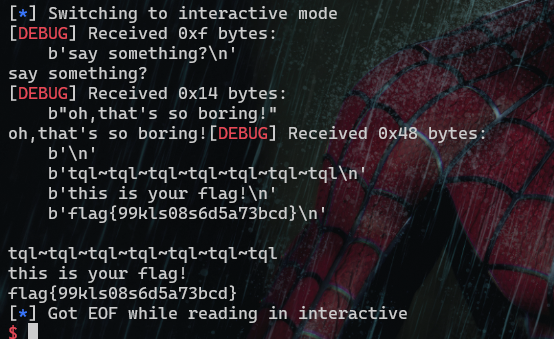 [*] Switching to interactive mode
[DEBUG] Received 0xf bytes:
    b'say something?\n'
say something?
[DEBUG] Received 0x14 bytes:
    b"oh,that's so boring!"
oh,that's so boring![DEBUG] Received 0x48 bytes:
    b'\n'
    b'tql~tql~tql~tql~tql~tql~tql\n'
    b'this is your flag!\n'
    b'flag{99kls08s6d5a73bcd}\n'

tql~tql~tql~tql~tql~tql~tql
this is your flag!
flag{99kls08s6d5a73bcd}
[*] Got EOF while reading in interactive
$